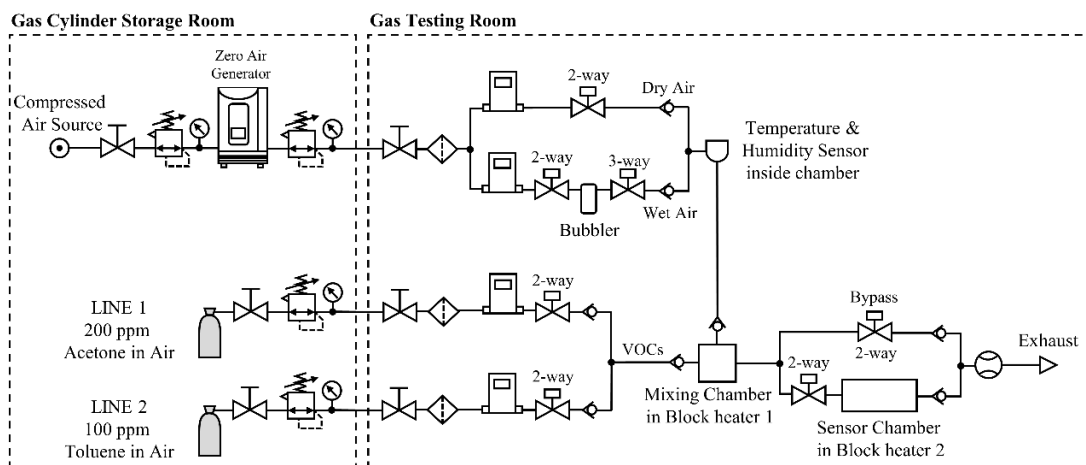 Gas Cylinder Storage Room
Gas Testing Room
Zero Air
Generator
Compressed
Air Source
2-way
Dry Air
Temperature &
Humidity Sensor
inside chamber
2-way
3-way
Wet Air
Bubbler
LINE 1
200 ppm
Acetone in Air
2-way
VOCs
Bypass
2-way
Exhaust
2-way
Mixing Chamber
in Block heater 1
Sensor Chamber
in Block heater 2
LINE 2
100 ppm
Toluene in Air
2-way